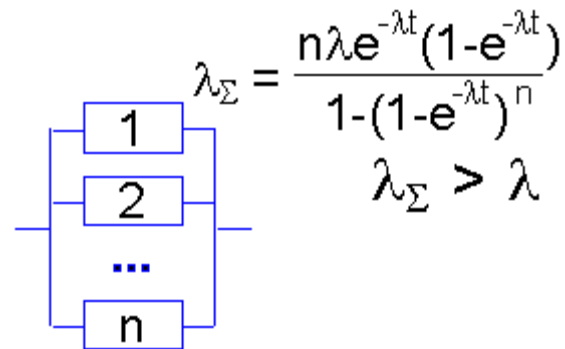 λ_Σ = nλe^{-λt}(1-e^{-λt}) / 1-(1-e^{-λt})^n
λ_Σ > λ
1
2
...
n